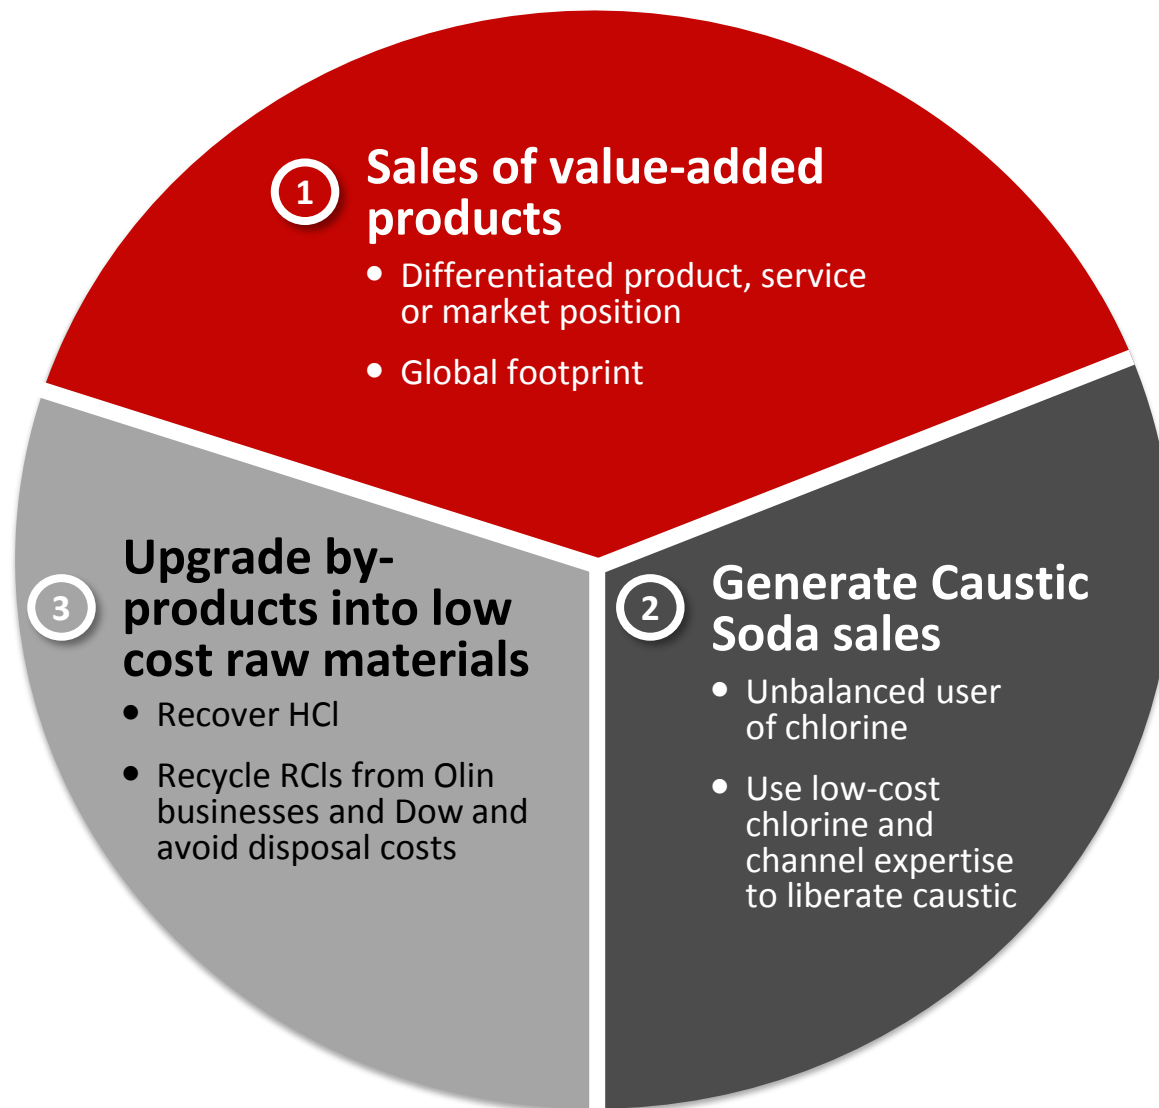 1
Sales of value-added
products
• Differentiated product, service
or market position
• Global footprint
2
Generate Caustic
Soda sales
• Unbalanced user
of chlorine
• Use low-cost
chlorine and
channel expertise
to liberate caustic
3
Upgrade by-
products into low
cost raw materials
• Recover HCl
• Recycle RCls from Olin
businesses and Dow and
avoid disposal costs